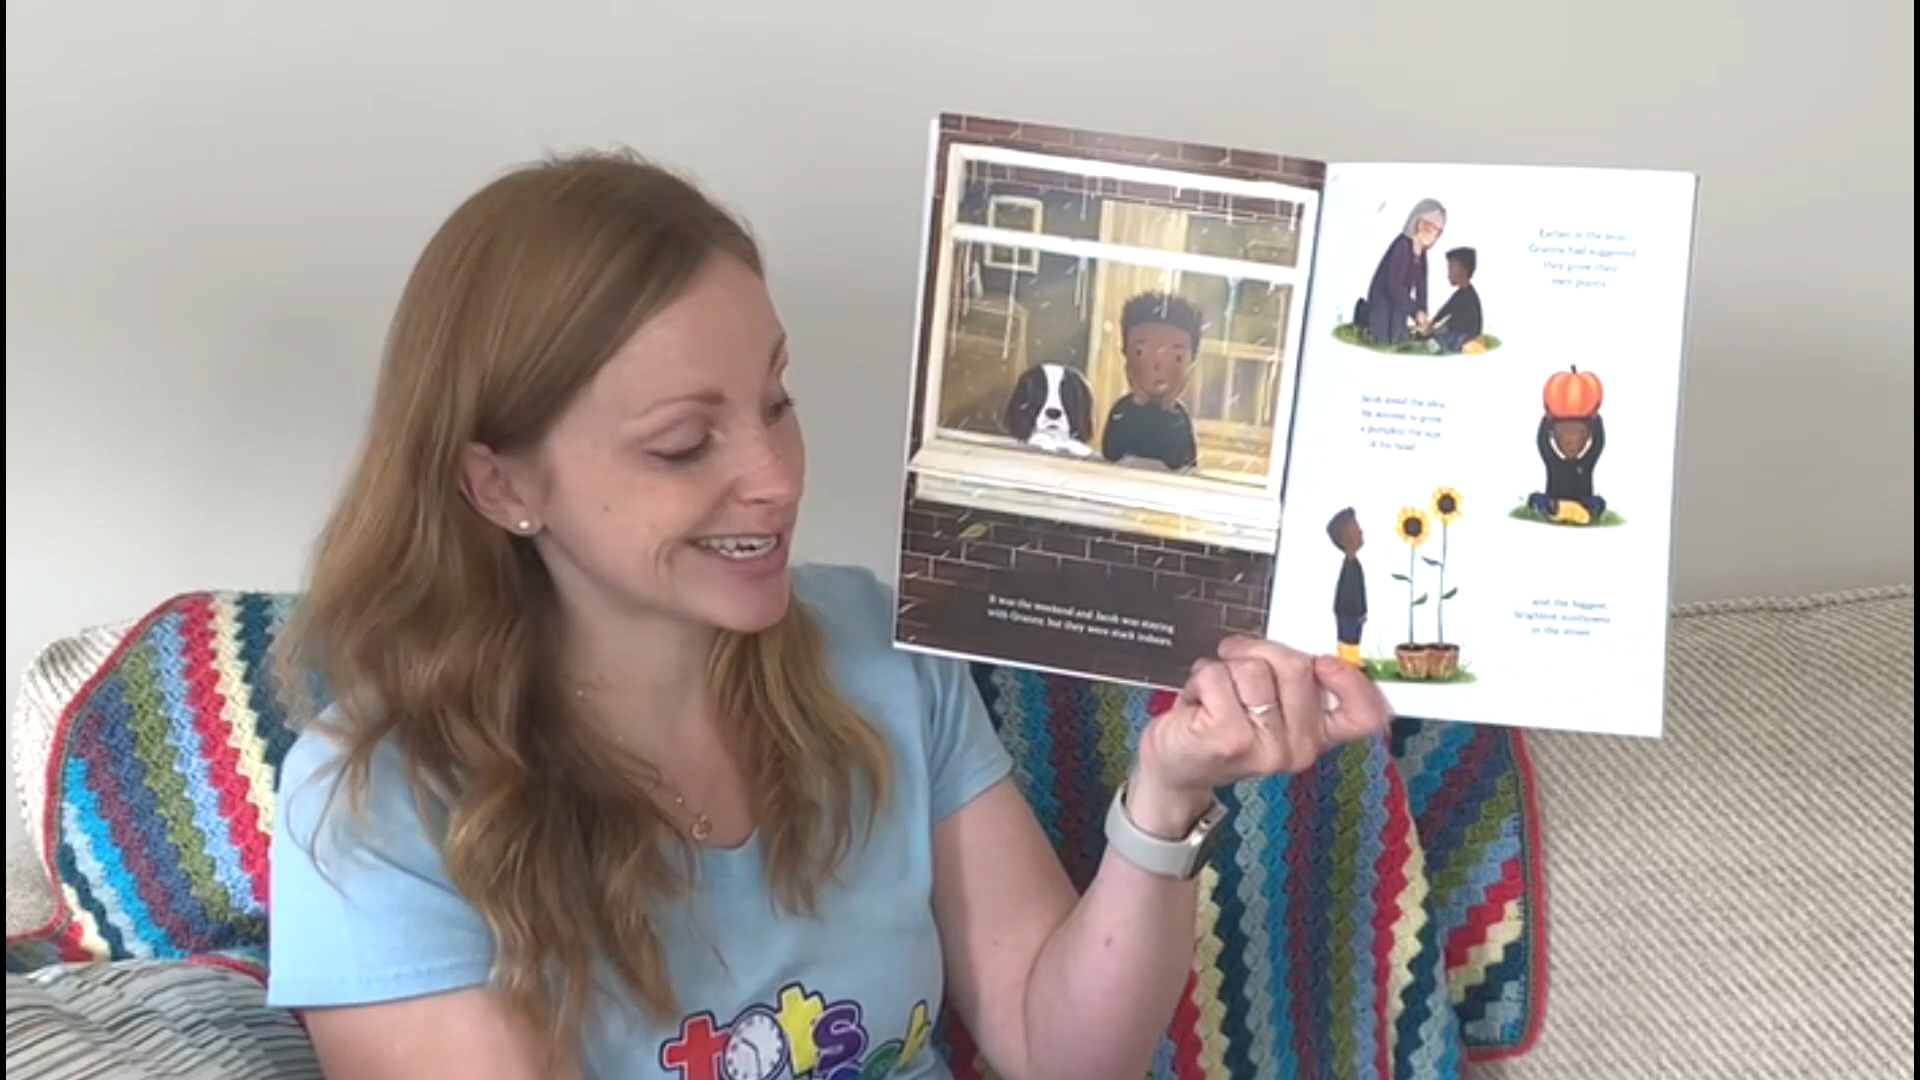 It was the weekend and Jacob was staying
with Granny, but they were stuck indoors.
Earlier in the year,
Granny had suggested
they grow their
own plants.
Jacob loved the idea.
He wanted to grow
a pumpkin the size
of his head
and the biggest,
brightest sunflowers
in the street.
tots